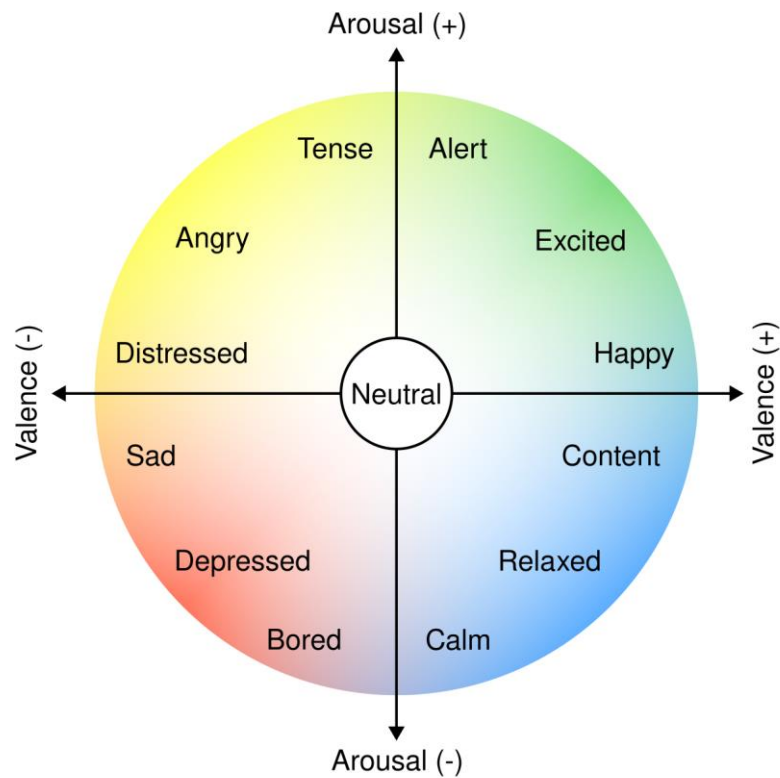 Arousal (+)
Tense
Alert
Angry
Excited
Distressed
Happy
Valence (-)
Neutral
Valence (+)
Sad
Content
Depressed
Relaxed
Bored
Calm
Arousal (-)